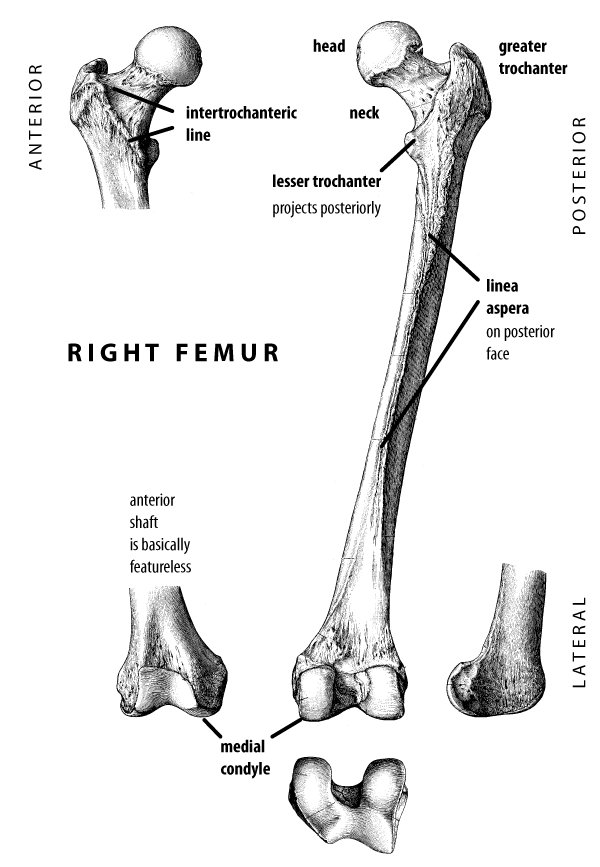 ANTERIOR
intertrochanteric
line
head
greater
trochanter
neck
lesser trochanter
projects posteriorly
POSTERIOR
linea
aspera
on posterior
face
RIGHT FEMUR
anterior
shaft
is basically
featureless
LATERAL
medial
condyle